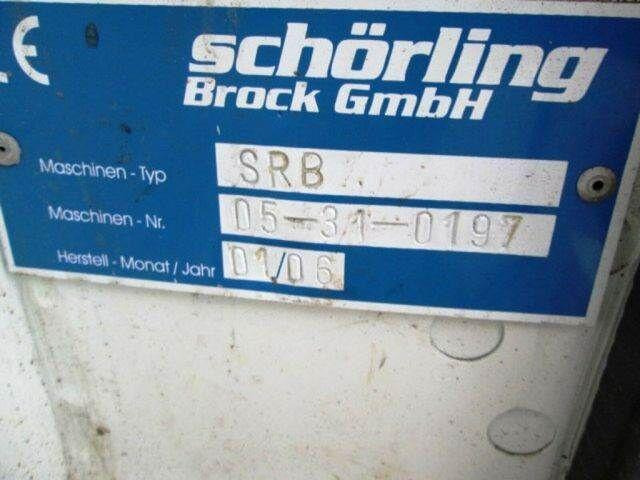 CE
schörling
Brock GmbH
Maschinen - Typ SRB
Maschinen - Nr. 05-31-0197
Herstell - Monat / Jahr 01/06